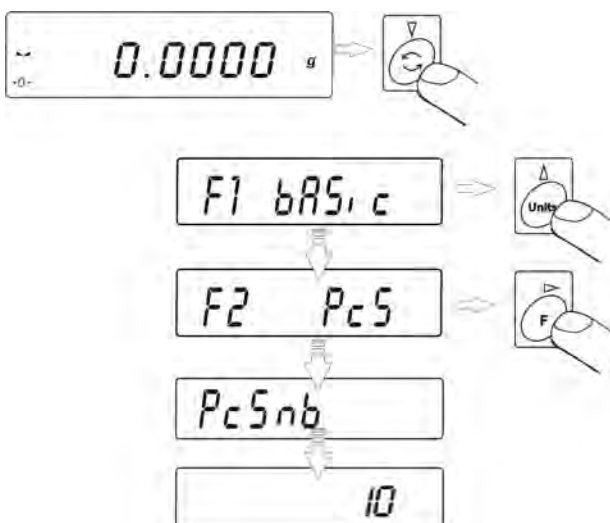 0.0000 g
-0-
F1 bASic
Units
F2 PcS
F
PcSnb
10